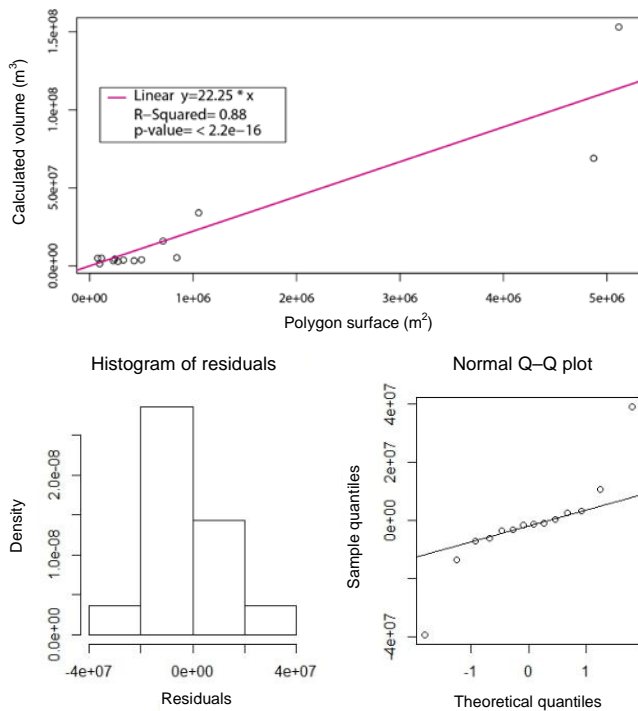 Calculated volume (m3)
0.0e+00 5.0e+07 1.0e+08 1.5e+08
Linear y=22.25 * x
R−Squared= 0.88
p-value= < 2.2e−16
0e+00 1e+06 2e+06 3e+06 4e+06 5e+06
Polygon surface (m2)
Histogram of residuals
Density
0.0e+00 1.0e-08 2.0e-08
-4e+07 0e+00 4e+07
Residuals
Normal Q–Q plot
Sample quantiles
-4e+07 0e+00 2e+07 4e+07
-1 0 1
Theoretical quantiles